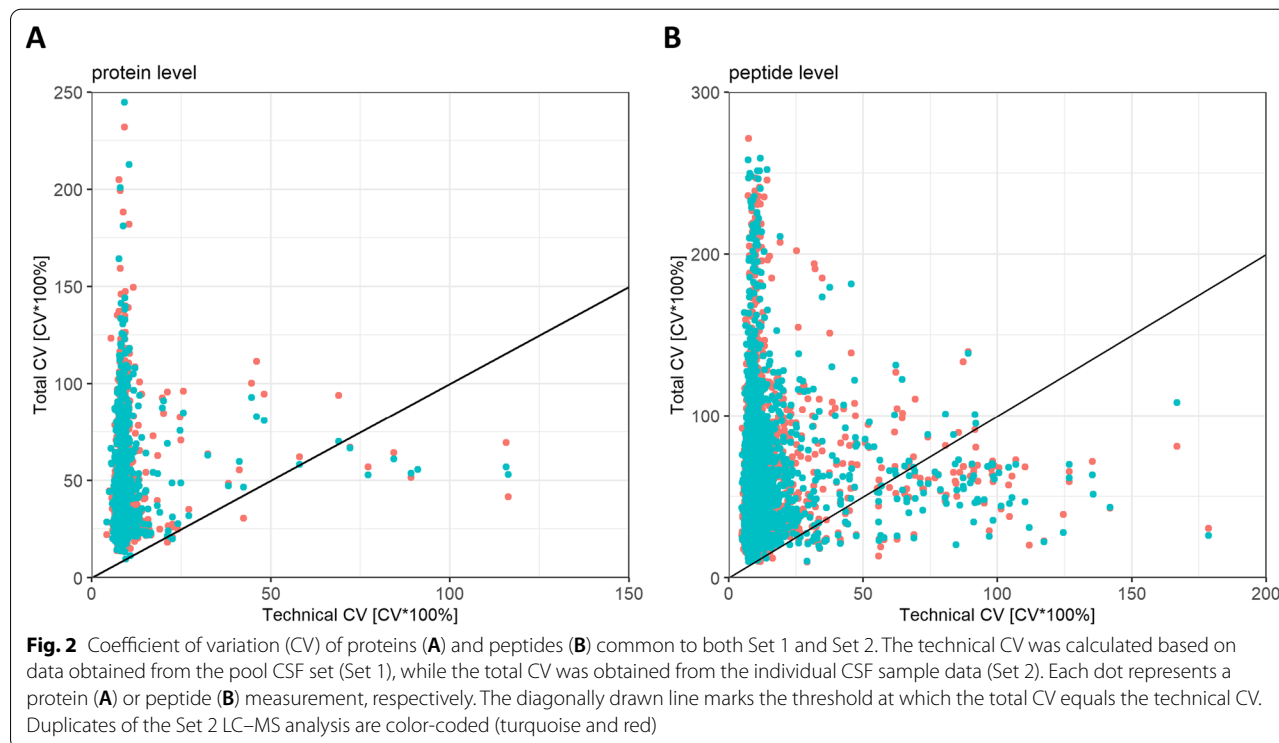 A
protein level
250
200
150
100
50
0
Total CV [CV*100%]
0 50 100 150
Technical CV [CV*100%]
B
peptide level
300
200
100
0
Total CV [CV*100%]
0 50 100 150 200
Technical CV [CV*100%]
Fig. 2 Coefficient of variation (CV) of proteins (A) and peptides (B) common to both Set 1 and Set 2. The technical CV was calculated based on
data obtained from the pool CSF set (Set 1), while the total CV was obtained from the individual CSF sample data (Set 2). Each dot represents a
protein (A) or peptide (B) measurement, respectively. The diagonally drawn line marks the threshold at which the total CV equals the technical CV.
Duplicates of the Set 2 LC–MS analysis are color-coded (turquoise and red)